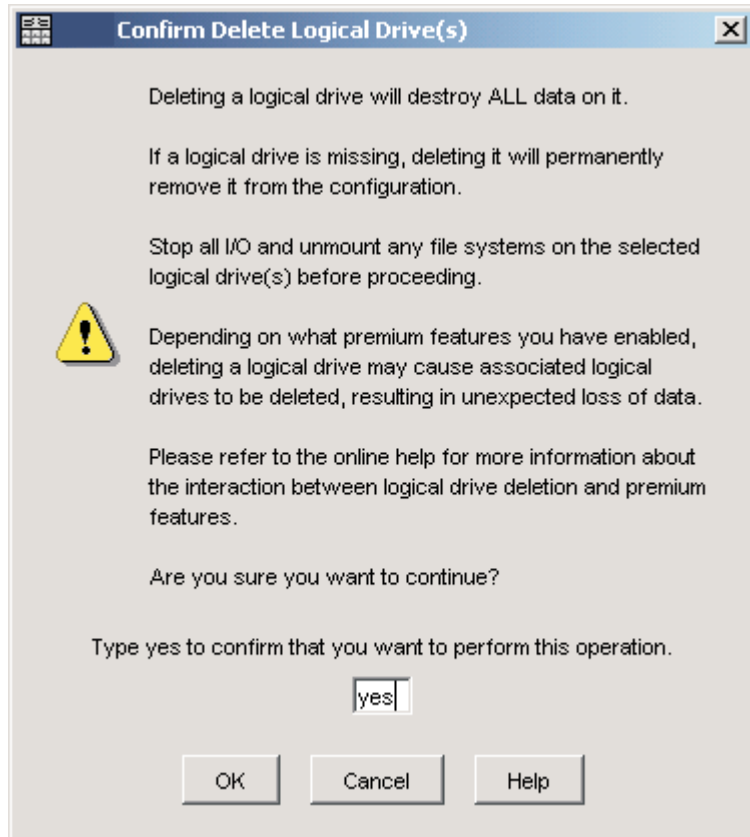 Confirm Delete Logical Drive(s)
Deleting a logical drive will destroy ALL data on it.
If a logical drive is missing, deleting it will permanently
remove it from the configuration.
Stop all I/O and unmount any file systems on the selected
logical drive(s) before proceeding.
Depending on what premium features you have enabled,
deleting a logical drive may cause associated logical
drives to be deleted, resulting in unexpected loss of data.
Please refer to the online help for more information about
the interaction between logical drive deletion and premium
features.
Are you sure you want to continue?
Type yes to confirm that you want to perform this operation.
yes
OK
Cancel
Help